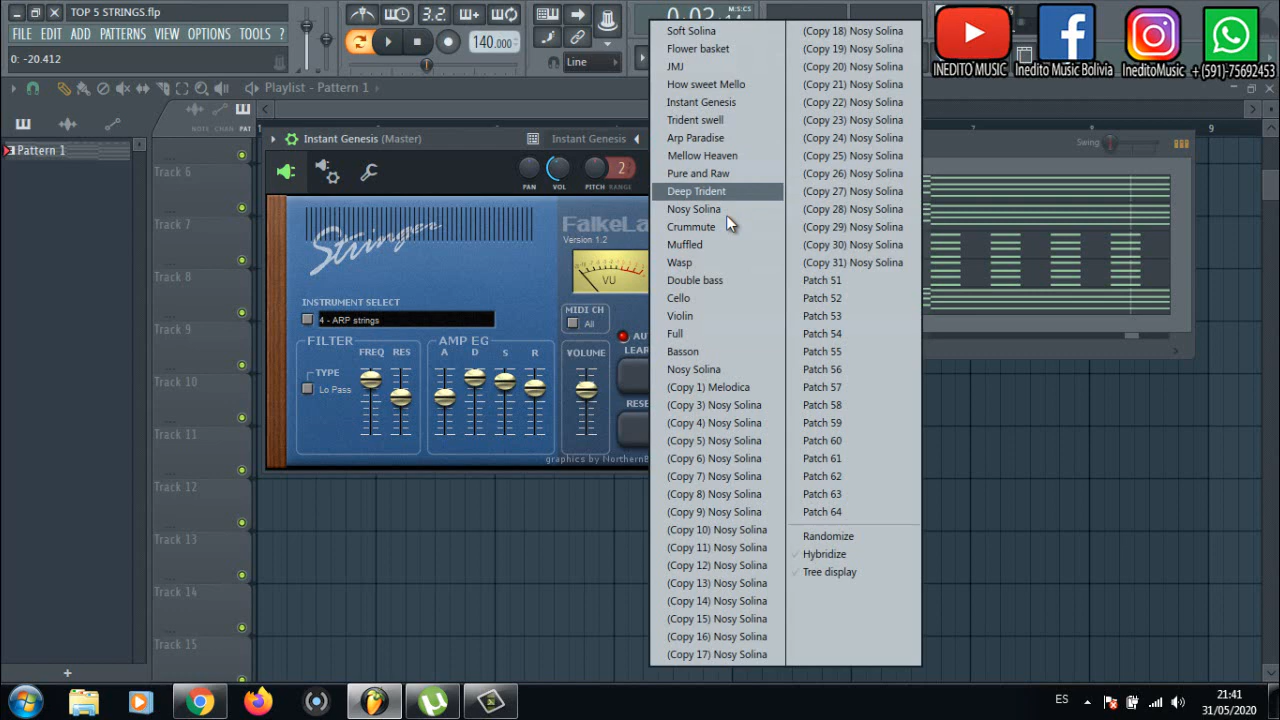 TOP 5 STRINGS.flp
FILE EDIT ADD PATTERNS VIEW OPTIONS TOOLS ?
0: -20.412
3.2
140.000
Line
M:S:CS
INEDITO MUSIC
Inedito Music Bolivia
IneditoMusic
+(591)-75692453
Playlist - Pattern 1
NOTE CHAN PAT
Pattern 1
7
8
9
Swing
Track 6
Track 7
Track 8
Track 9
Track 10
Track 11
Track 12
Track 13
Track 14
Track 15
Instant Genesis (Master)
Instant Genesis
PAN VOL PITCH RANGE
2
Stringer
Version 1.2
VU
INSTRUMENT SELECT
4 - ARP strings
MIDI CH
All
FILTER
FREQ RES
TYPE
Lo Pass
AMP EG
A D S R
VOLUME
Soft Solina
Flower basket
JMJ
How sweet Mello
Instant Genesis
Trident swell
Arp Paradise
Mellow Heaven
Pure and Raw
Deep Trident
Nosy Solina
Crummute
Muffled
Wasp
Double bass
Cello
Violin
Full
Basson
Nosy Solina
(Copy 1) Melodica
(Copy 3) Nosy Solina
(Copy 4) Nosy Solina
(Copy 5) Nosy Solina
(Copy 6) Nosy Solina
(Copy 7) Nosy Solina
(Copy 8) Nosy Solina
(Copy 9) Nosy Solina
(Copy 10) Nosy Solina
(Copy 11) Nosy Solina
(Copy 12) Nosy Solina
(Copy 13) Nosy Solina
(Copy 14) Nosy Solina
(Copy 15) Nosy Solina
(Copy 16) Nosy Solina
(Copy 17) Nosy Solina
(Copy 18) Nosy Solina
(Copy 19) Nosy Solina
(Copy 20) Nosy Solina
(Copy 21) Nosy Solina
(Copy 22) Nosy Solina
(Copy 23) Nosy Solina
(Copy 24) Nosy Solina
(Copy 25) Nosy Solina
(Copy 26) Nosy Solina
(Copy 27) Nosy Solina
(Copy 28) Nosy Solina
(Copy 29) Nosy Solina
(Copy 30) Nosy Solina
(Copy 31) Nosy Solina
Patch 51
Patch 52
Patch 53
Patch 54
Patch 55
Patch 56
Patch 57
Patch 58
Patch 59
Patch 60
Patch 61
Patch 62
Patch 63
Patch 64
Randomize
Hybridize
Tree display
ES
21:41
31/05/2020